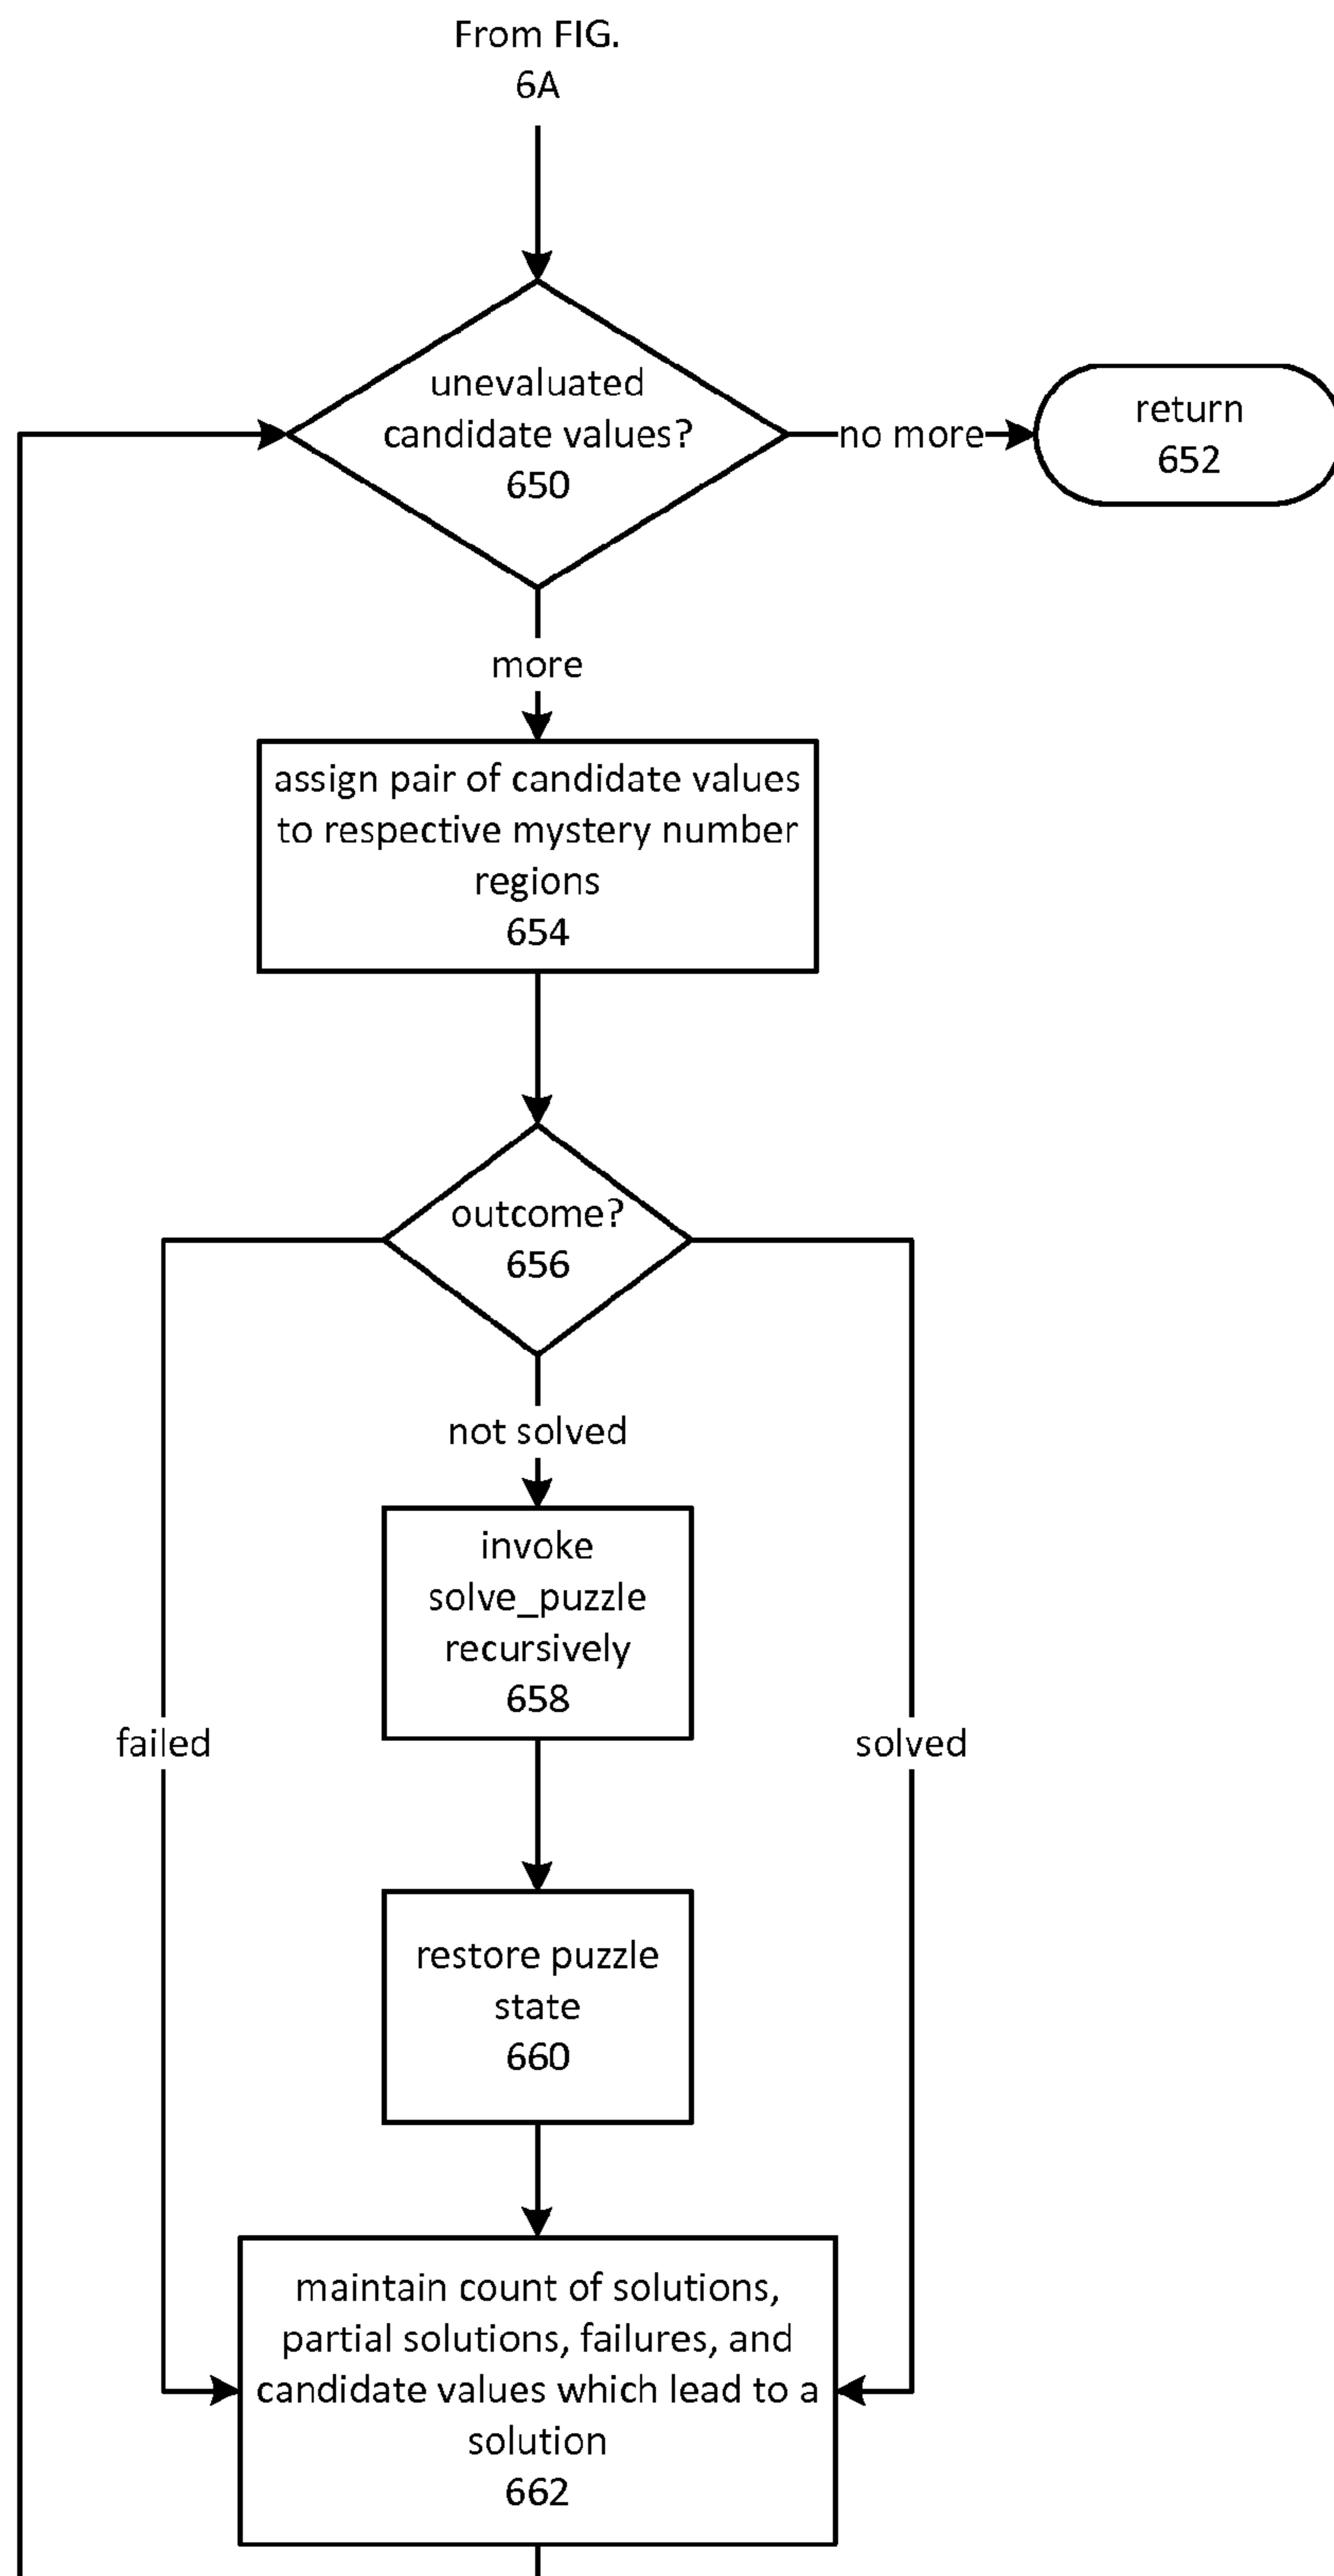 From FIG.
6A
unevaluated
candidate values?
650
no more
return
652
more
assign pair of candidate values
to respective mystery number
regions
654
outcome?
656
not solved
invoke
solve_puzzle
recursively
658
failed
solved
restore puzzle
state
660
maintain count of solutions,
partial solutions, failures, and
candidate values which lead to a
solution
662